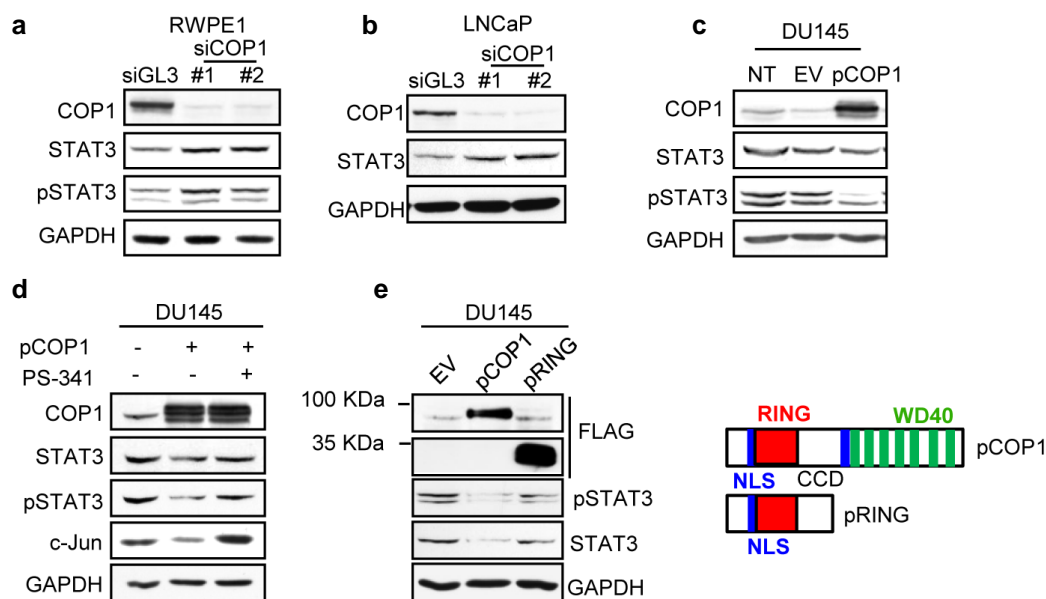 a
RWPE1
siCOP1
siGL3 #1 #2
COP1
STAT3
pSTAT3
GAPDH
b
LNCaP
siCOP1
siGL3 #1 #2
COP1
STAT3
GAPDH
c
DU145
NT EV pCOP1
COP1
STAT3
pSTAT3
GAPDH
d
DU145
pCOP1 - + +
PS-341 - - +
COP1
STAT3
pSTAT3
c-Jun
GAPDH
e
DU145
EV pCOP1 pRING
100 KDa
35 KDa
FLAG
pSTAT3
STAT3
GAPDH
RING WD40
pCOP1
NLS CCD
pRING
NLS